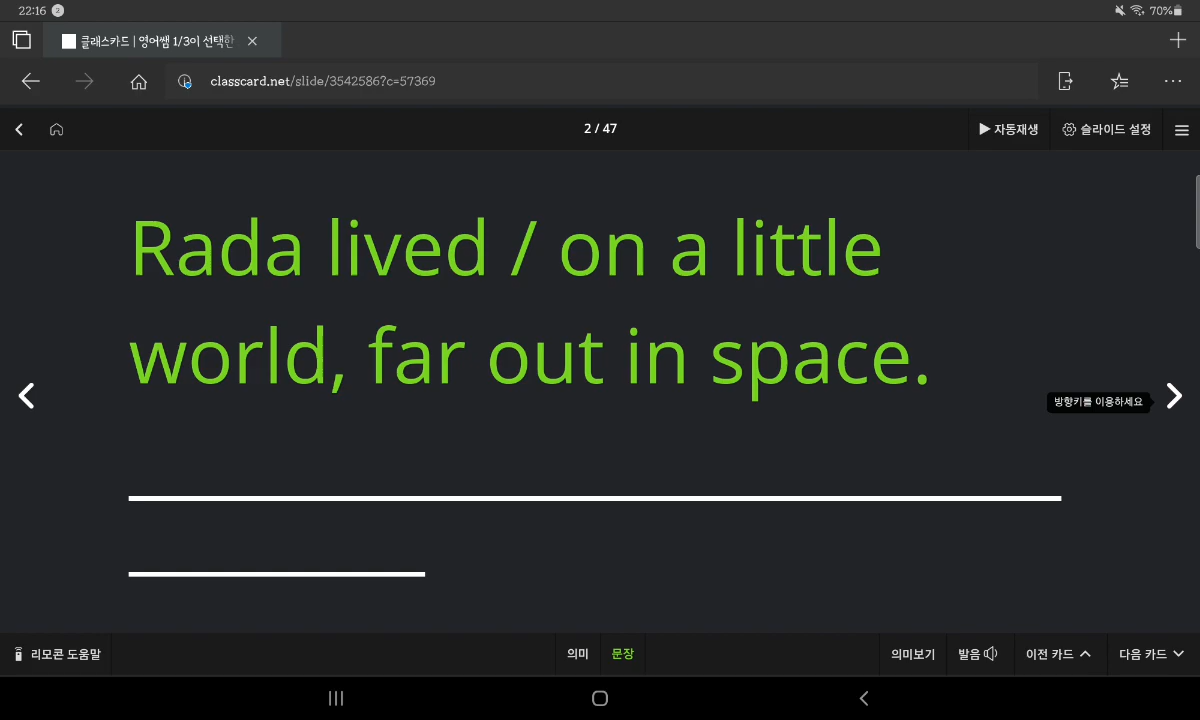 22:16 2 70%
클래스카드 | 영어쌤 1/3이 선택한
classcard.net/slide/3542586?c=57369
2 / 47 자동재생 슬라이드 설정
Rada lived / on a little
world, far out in space.
방향키를 이용하세요
리모콘 도움말 의미 문장 의미보기 발음 이전 카드 다음 카드